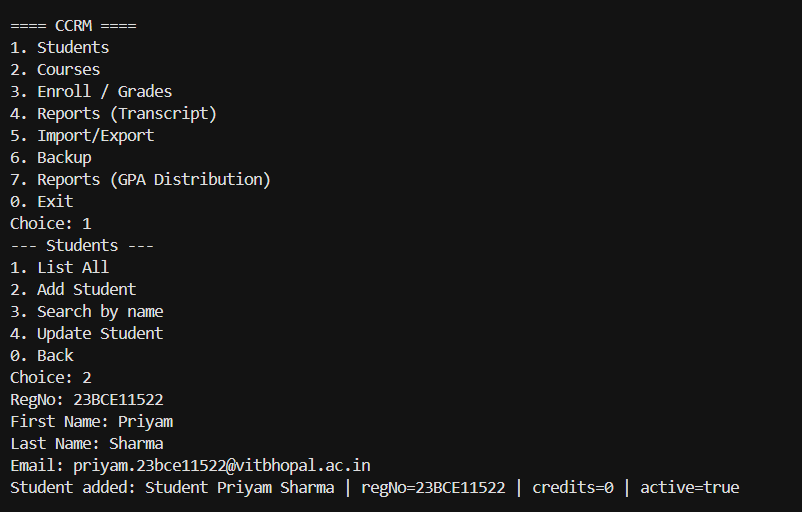 ==== CCRM ====
1. Students
2. Courses
3. Enroll / Grades
4. Reports (Transcript)
5. Import/Export
6. Backup
7. Reports (GPA Distribution)
0. Exit
Choice: 1
--- Students ---
1. List All
2. Add Student
3. Search by name
4. Update Student
0. Back
Choice: 2
RegNo: 23BCE11522
First Name: Priyam
Last Name: Sharma
Email: priyam.23bce11522@vitbhopal.ac.in
Student added: Student Priyam Sharma | regNo=23BCE11522 | credits=0 | active=true